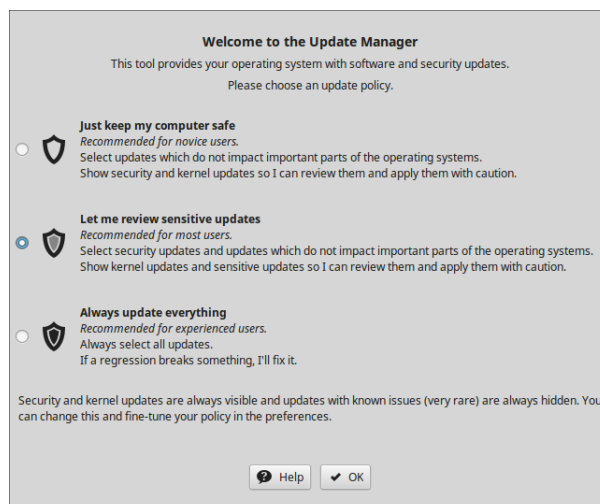 Welcome to the Update Manager
This tool provides your operating system with software and security updates.
Please choose an update policy.
Just keep my computer safe
Recommended for novice users.
Select updates which do not impact important parts of the operating systems.
Show security and kernel updates so I can review them and apply them with caution.
Let me review sensitive updates
Recommended for most users.
Select security updates and updates which do not impact important parts of the operating systems.
Show kernel updates and sensitive updates so I can review them and apply them with caution.
Always update everything
Recommended for experienced users.
Always select all updates.
If a regression breaks something, I'll fix it.
Security and kernel updates are always visible and updates with known issues (very rare) are always hidden. You
can change this and fine-tune your policy in the preferences.
Help OK